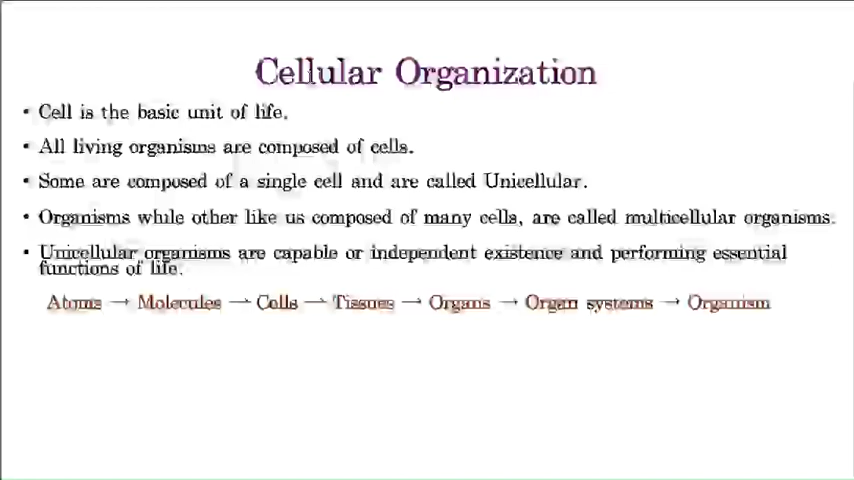 Cellular Organization
• Cell is the basic unit of life.
• All living organisms are composed of cells.
• Some are composed of a single cell and are called Unicellular.
• Organisms while other like us composed of many cells, are called multicellular organisms.
• Unicellular organisms are capable or independent existence and performing essential
functions of life.
Atoms → Molecules → Cells → Tissues → Organs → Organ systems → Organism